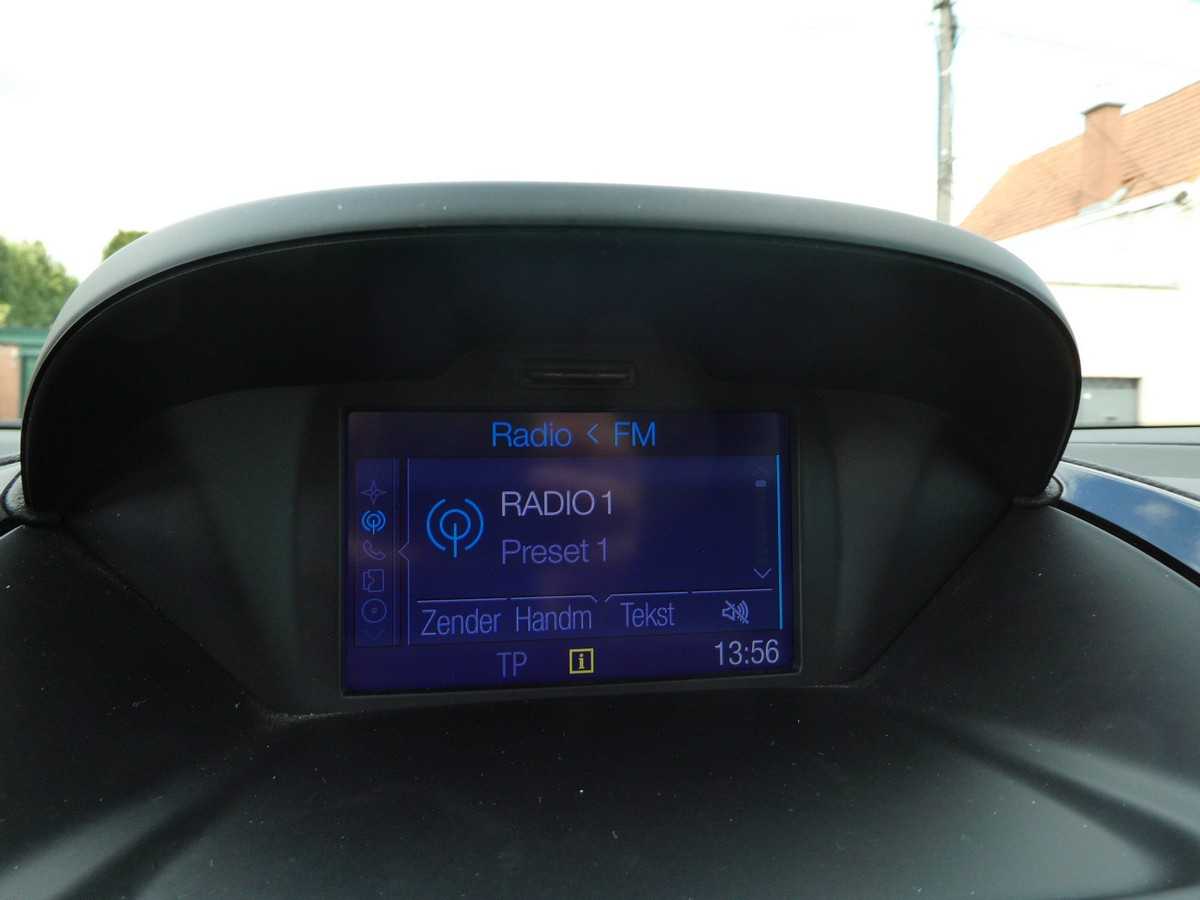 Radio < FM
RADIO 1
Preset 1
Zender Handm Tekst
TP i 13:56